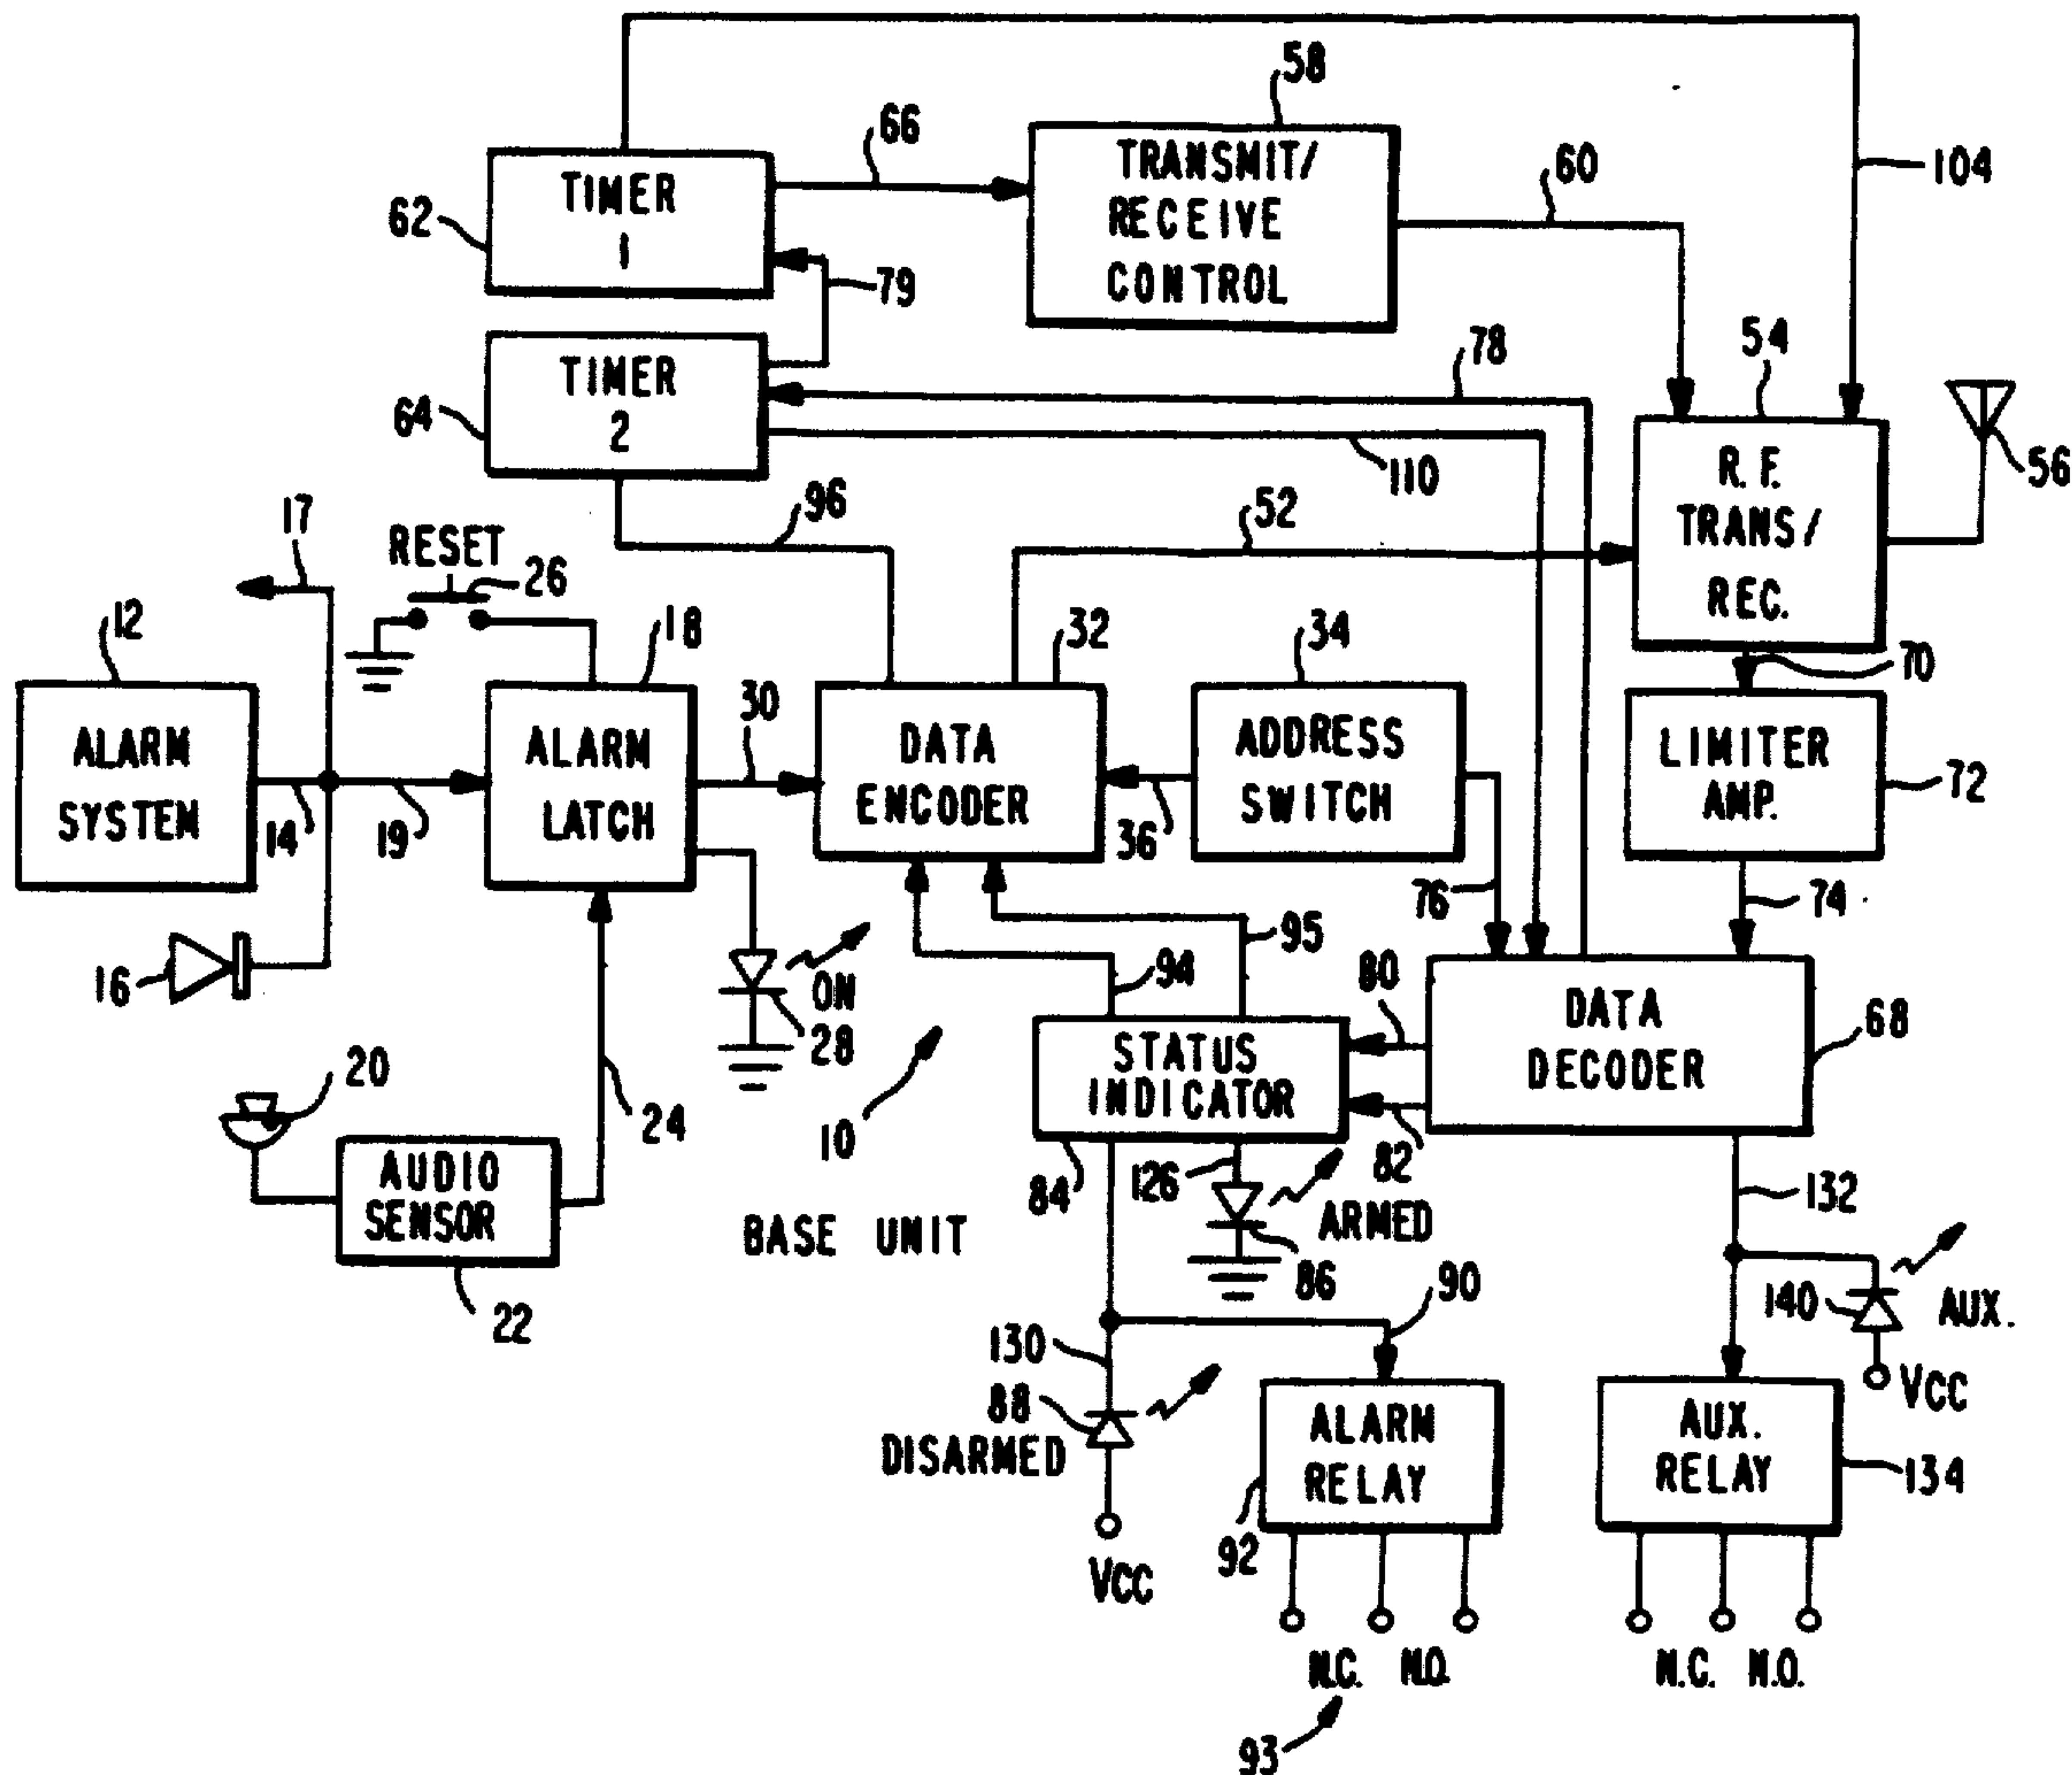 58
66
TIMER
1
TRANSMIT/
RECEIVE
CONTROL
60
104
62
79
TIMER
2
64
78
54
R.F.
TRANS/
REC.
56
110
96
52
17
RESET
26
12
18
32
34
70
ALARM
SYSTEM
14
19
ALARM
LATCH
30
DATA
ENCODER
36
ADDRESS
SWITCH
LIMITER
AMP.
72
76
74
16
ON
28
94
95
80
DATA
DECODER
68
20
24
10
STATUS
INDICATOR
82
AUDIO
SENSOR
22
BASE UNIT
84
126
ARMED
86
132
90
140
AUX.
VCC
130
88
DISARMED
VCC
ALARM
RELAY
92
AUX.
RELAY
134
N.C. N.O.
N.C. N.O.
93